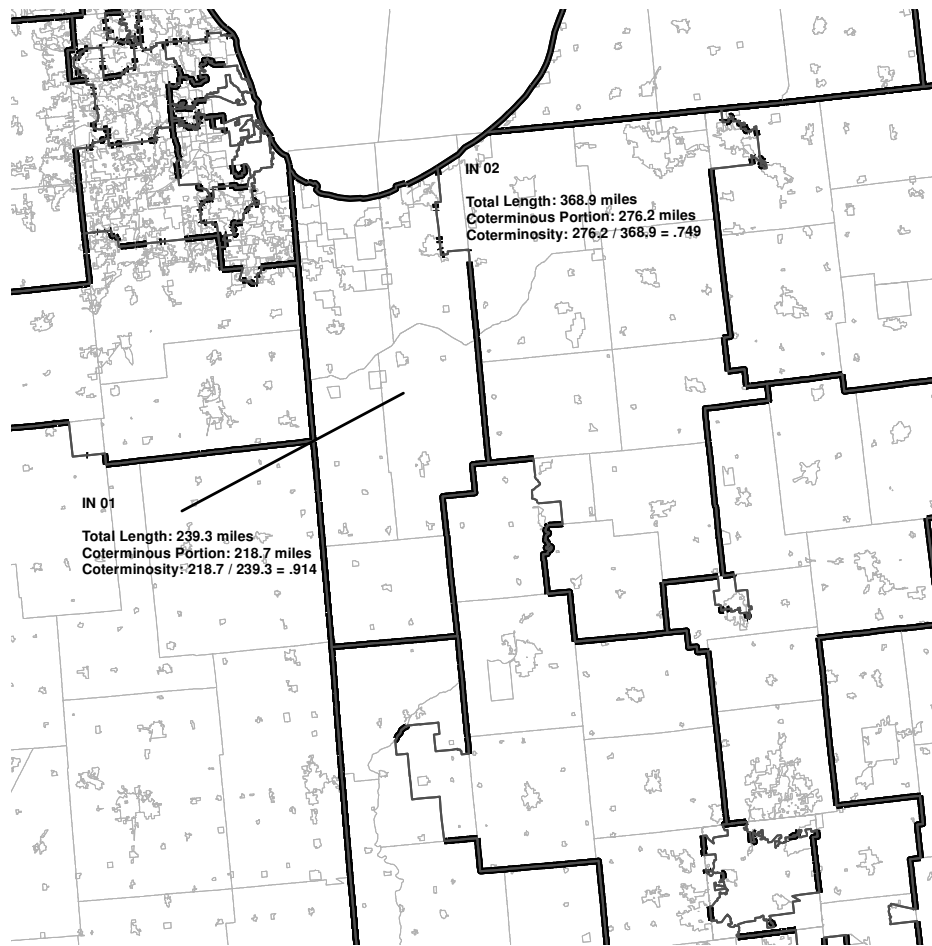 IN 02
Total Length: 368.9 miles
Coterminous Portion: 276.2 miles
Coterminosity: 276.2 / 368.9 = .749
IN 01
Total Length: 239.3 miles
Coterminous Portion: 218.7 miles
Coterminosity: 218.7 / 239.3 = .914